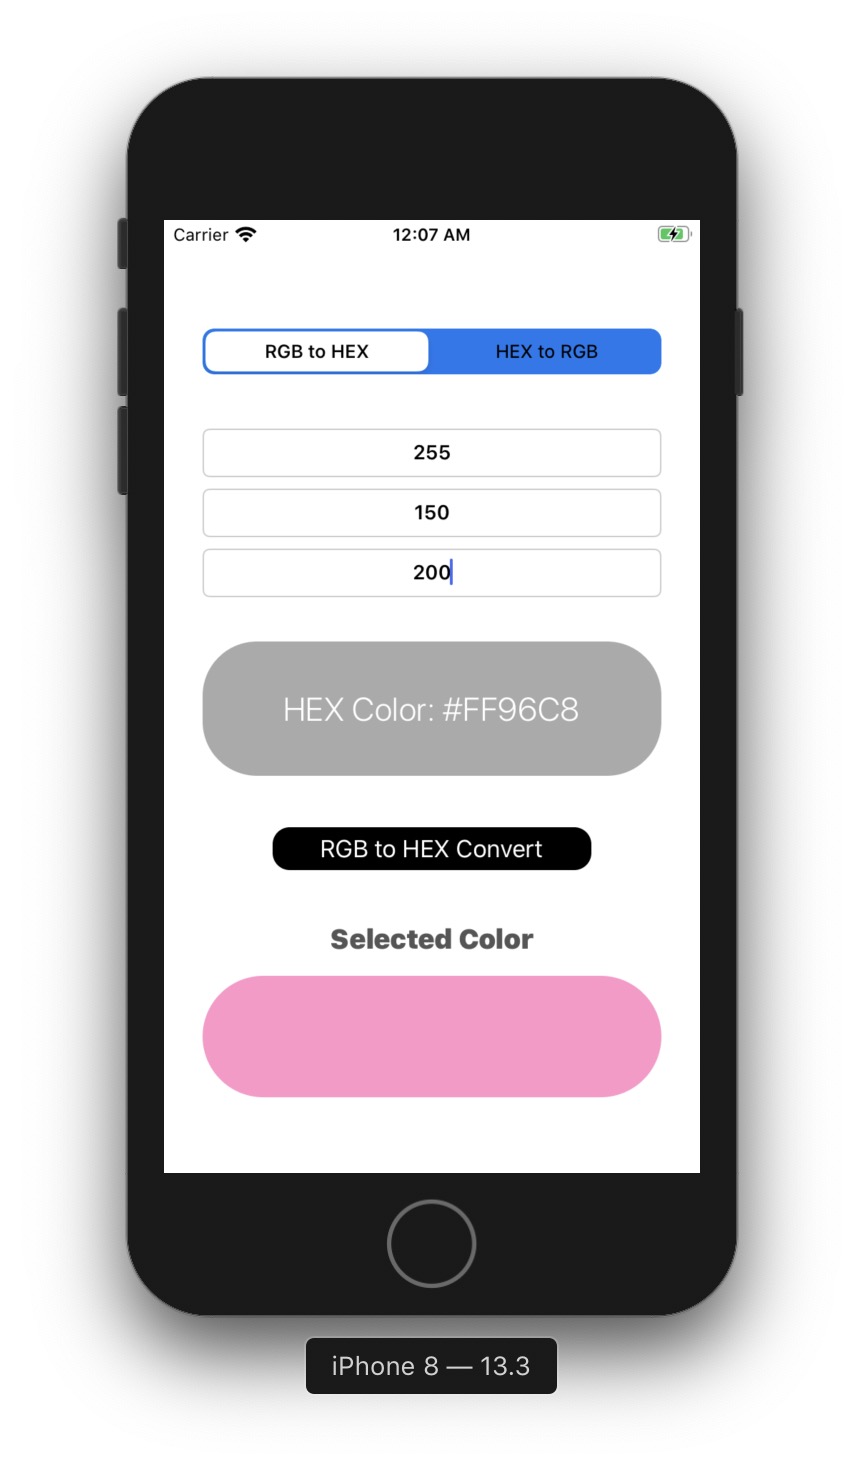 Carrier 12:07 AM
RGB to HEX HEX to RGB
255
150
200
HEX Color: #FF96C8
RGB to HEX Convert
Selected Color
iPhone 8 — 13.3